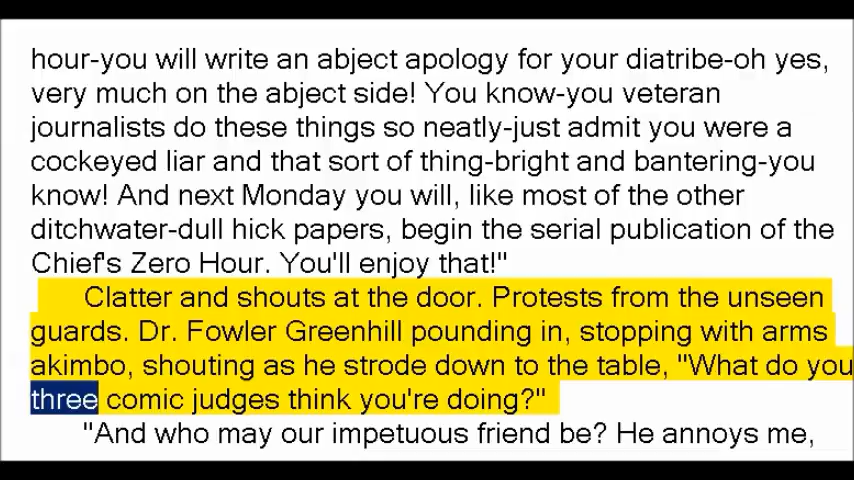 hour-you will write an abject apology for your diatribe-oh yes,
very much on the abject side! You know-you veteran
journalists do these things so neatly-just admit you were a
cockeyed liar and that sort of thing-bright and bantering-you
know! And next Monday you will, like most of the other
ditchwater-dull hick papers, begin the serial publication of the
Chief's Zero Hour. You'll enjoy that!"
Clatter and shouts at the door. Protests from the unseen
guards. Dr. Fowler Greenhill pounding in, stopping with arms
akimbo, shouting as he strode down to the table, "What do you
three comic judges think you're doing?"
"And who may our impetuous friend be? He annoys me,